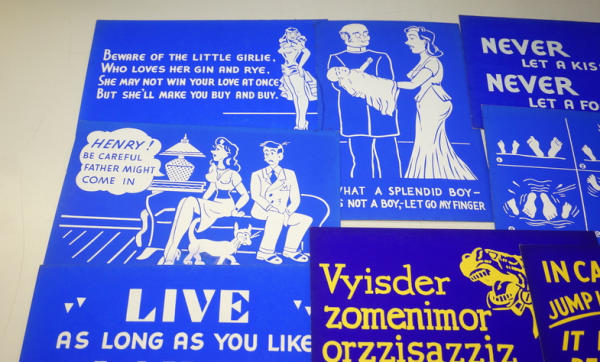 BEWARE OF THE LITTLE GIRLIE,
WHO LOVES HER GIN AND RYE,
SHE MAY NOT WIN YOUR LOVE AT ONCE
BUT SHE'LL MAKE YOU BUY AND BUY.
WHAT A SPLENDID BOY—
S NOT A BOY,—LET GO MY FINGER
NEVER
LET A KIS
NEVER
LET A FO
HENRY!
BE CAREFUL
FATHER MIGHT
COME IN
LIVE
AS LONG AS YOU LIKE
Vyisder
zomenimor
orzzisazziz
IN CA
JUMP
IT